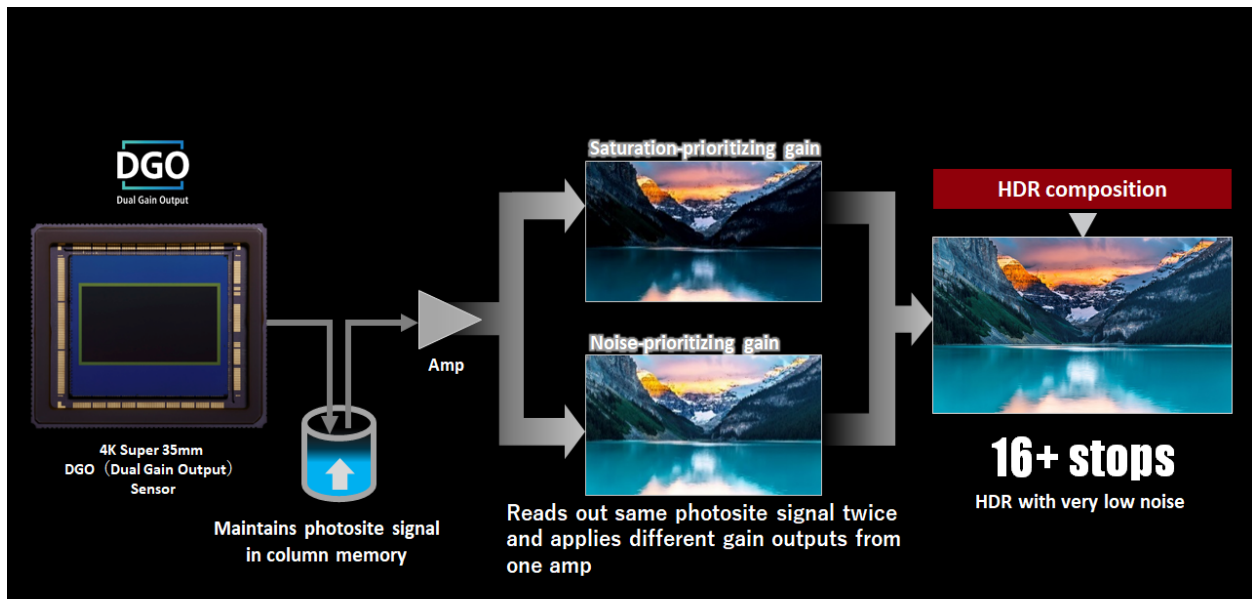 DGO
Dual Gain Output
4K Super 35mm
DGO（Dual Gain Output）
Sensor
Maintains photosite signal
in column memory
Amp
Saturation-prioritizing gain
Noise-prioritizing gain
Reads out same photosite signal twice
and applies different gain outputs from
one amp
HDR composition
16+ stops
HDR with very low noise